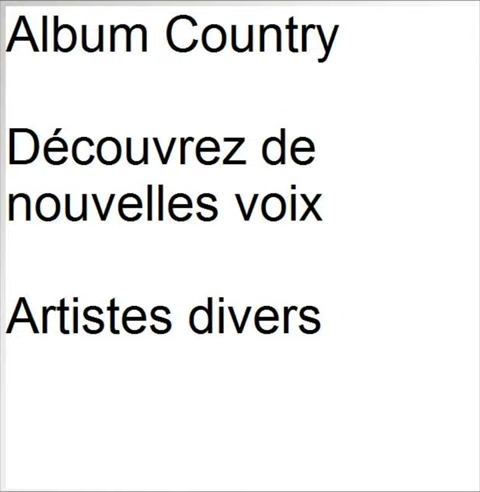 Album Country
Découvrez de
nouvelles voix
Artistes divers